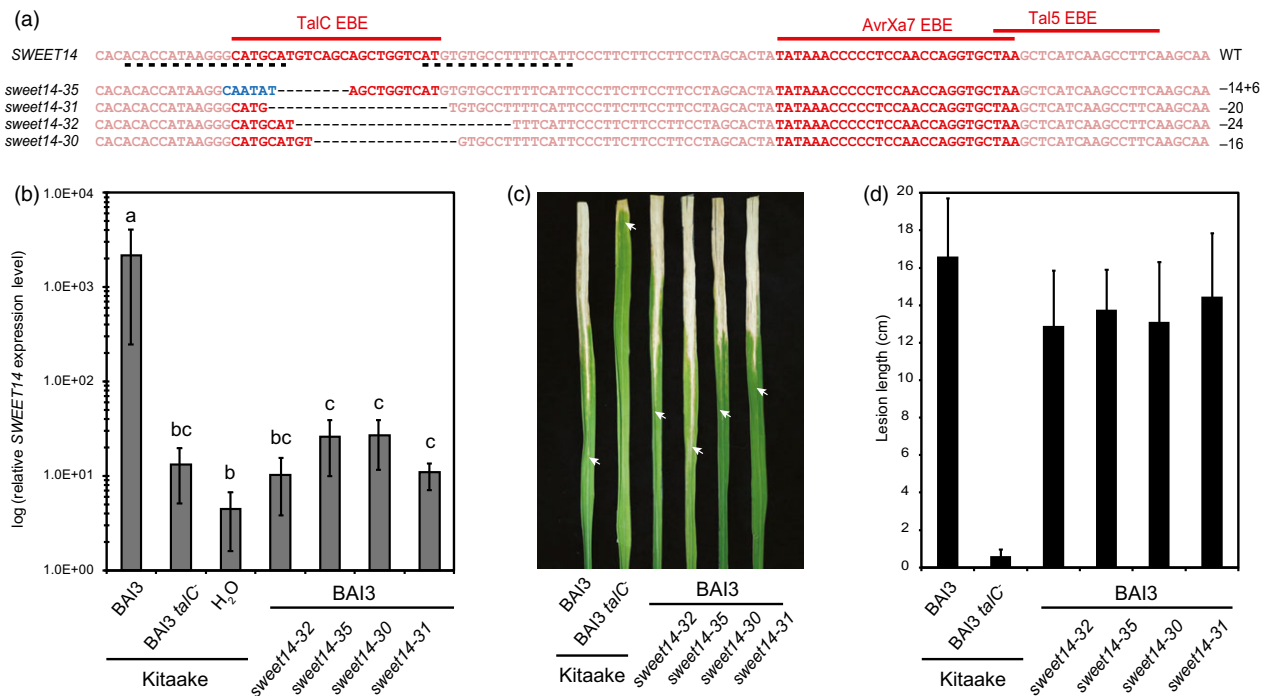 (a)
TalC EBE AvrXa7 EBE Tal5 EBE
SWEET14 CACACACCATAAGGGCATGCATGTCAGCAGCTGGTCATGTGTGCCTTTTCATTCCCTTCTTCCTTCCTAGCACTATATAAACCCCCTCCAACCAGGTGCTAAGCTCATCAAGCCTTCAAGCAA WT
sweet14-35 CACACACCATAAGGCAATAT--------AGCTGGTCATGTGTGCCTTTTCATTCCCTTCTTCCTTCCTAGCACTATATAAACCCCCTCCAACCAGGTGCTAAGCTCATCAAGCCTTCAAGCAA –14+6
sweet14-31 CACACACCATAAGGGCATG--------------------TGTGCCTTTTCATTCCCTTCTTCCTTCCTAGCACTATATAAACCCCCTCCAACCAGGTGCTAAGCTCATCAAGCCTTCAAGCAA –20
sweet14-32 CACACACCATAAGGGCATGCAT------------------------TTTCATTCCCTTCTTCCTTCCTAGCACTATATAAACCCCCTCCAACCAGGTGCTAAGCTCATCAAGCCTTCAAGCAA –24
sweet14-30 CACACACCATAAGGGCATGCATGT----------------GTGCCTTTTCATTCCCTTCTTCCTTCCTAGCACTATATAAACCCCCTCCAACCAGGTGCTAAGCTCATCAAGCCTTCAAGCAA –16
(b)
log (relative SWEET14 expression level)
1.0E+04
1.0E+03
1.0E+02
1.0E+01
1.0E+00
a bc b bc c c c
BAI3 BAI3 talC- H2O BAI3
sweet14-32 sweet14-35 sweet14-30 sweet14-31
Kitaake
(c)
BAI3 BAI3 talC- BAI3
sweet14-32 sweet14-35 sweet14-30 sweet14-31
Kitaake
(d)
Lesion length (cm)
20
18
16
14
12
10
8
6
4
2
0
BAI3 BAI3 talC- BAI3
sweet14-32 sweet14-35 sweet14-30 sweet14-31
Kitaake